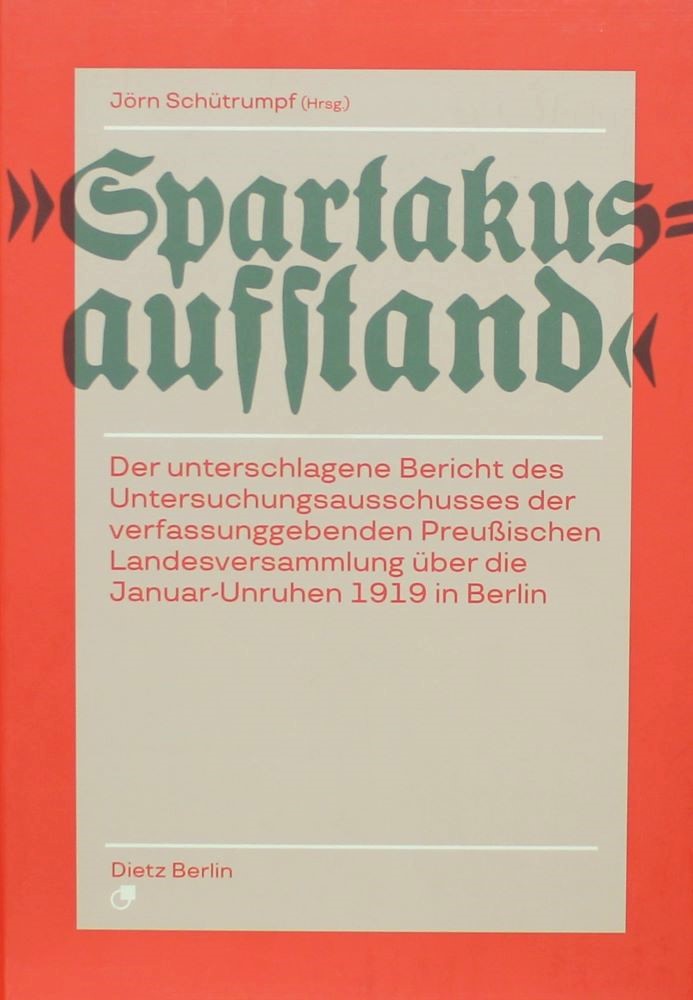 Jörn Schütrumpf (Hrsg.)
»Spartakus=
aufſtand«
Der unterschlagene Bericht des
Untersuchungsausschusses der
verfassunggebenden Preußischen
Landesversammlung über die
Januar-Unruhen 1919 in Berlin
Dietz Berlin